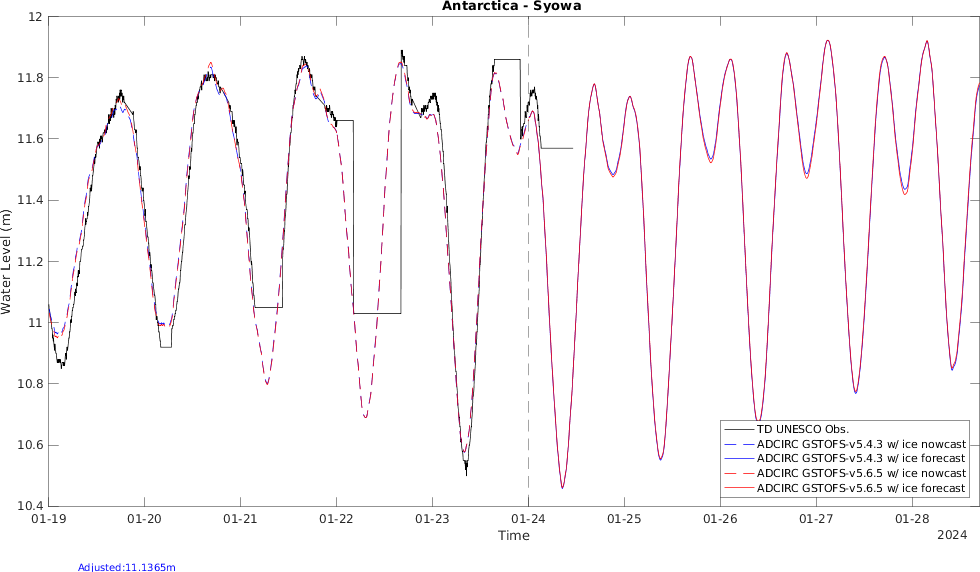 Antarctica - Syowa
12
11.8
11.6
11.4
11.2
11
10.8
10.6
10.4
Water Level (m)
01-19 01-20 01-21 01-22 01-23 01-24 01-25 01-26 01-27 01-28
Time
2024
TD UNESCO Obs.
ADCIRC GSTOFS-v5.4.3 w/ ice nowcast
ADCIRC GSTOFS-v5.4.3 w/ ice forecast
ADCIRC GSTOFS-v5.6.5 w/ ice nowcast
ADCIRC GSTOFS-v5.6.5 w/ ice forecast
Adjusted:11.1365m